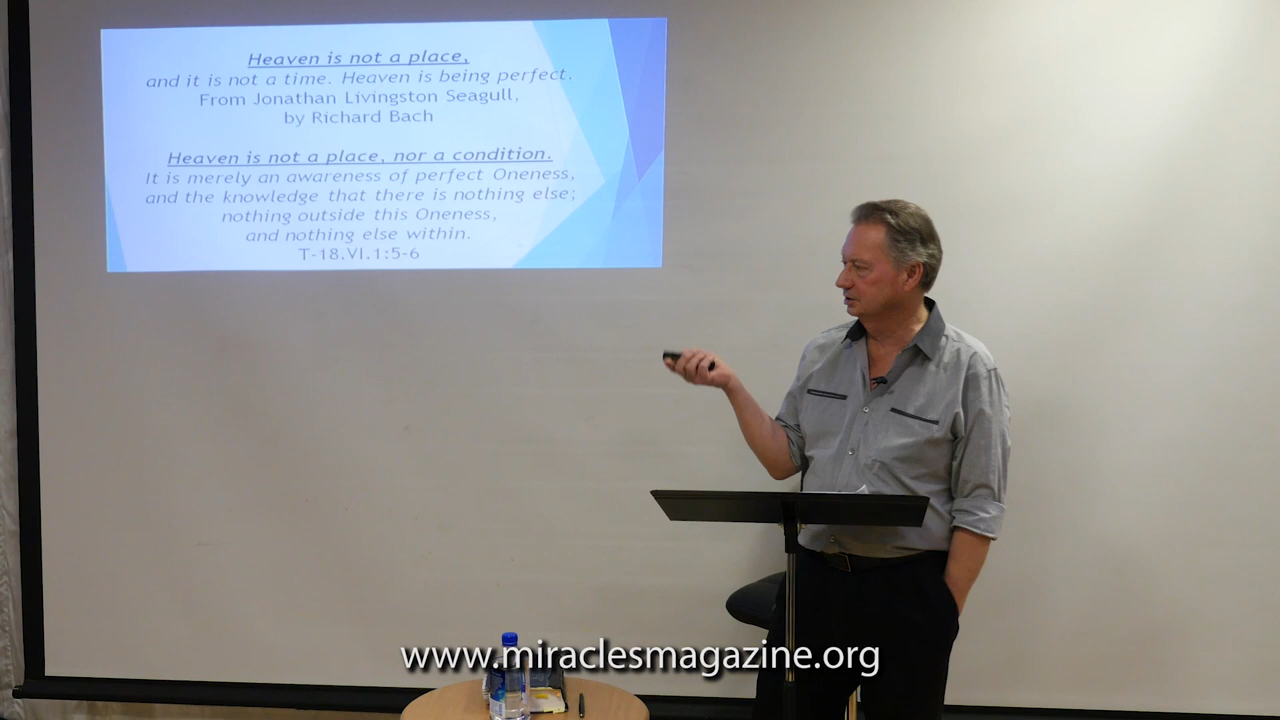 Heaven is not a place,
and it is not a time. Heaven is being perfect.
From Jonathan Livingston Seagull,
by Richard Bach
Heaven is not a place, nor a condition.
It is merely an awareness of perfect Oneness,
and the knowledge that there is nothing else;
nothing outside this Oneness,
and nothing else within.
T-18.VI.1:5-6
www.miraclesmagazine.org